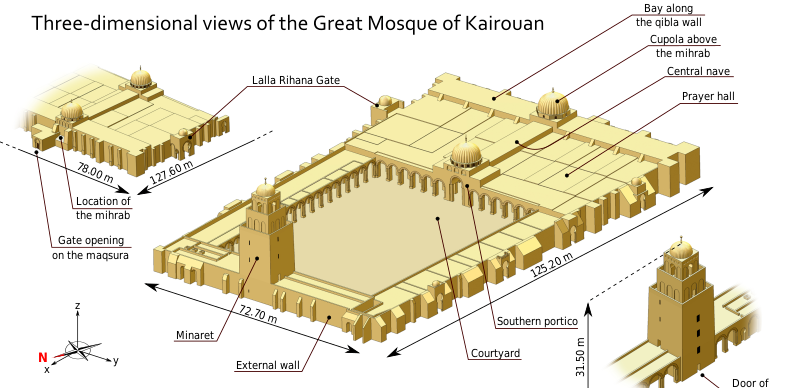 Three-dimensional views of the Great Mosque of Kairouan
Bay along
the qibla wall
Cupola above
the mihrab
Central nave
Prayer hall
Lalla Rihana Gate
78.00 m
127.60 m
Location of
the mihrab
Gate opening
on the maqsura
125.20 m
72.70 m
Minaret
External wall
Southern portico
Courtyard
31.50 m
Door of
z
N
x
y